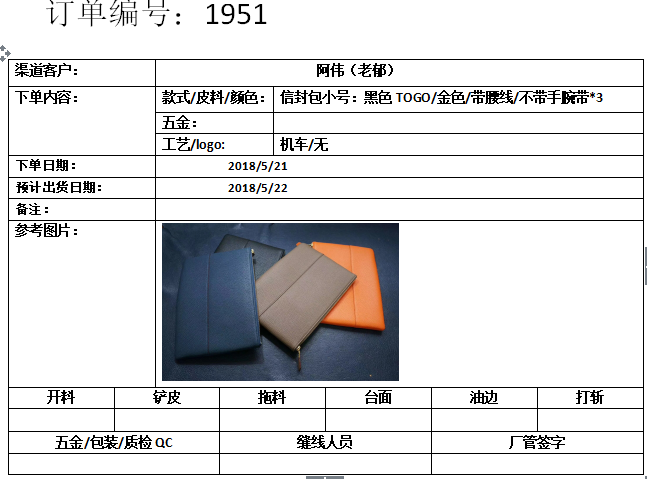 订单编号：1951
渠道客户： 阿伟（老郁）
下单内容： 款式/皮料/颜色： 信封包小号：黑色 TOGO/金色/带腰线/不带手腕带*3
五金：
工艺/logo: 机车/无
下单日期： 2018/5/21
预计出货日期： 2018/5/22
备注：
参考图片：
开料 铲皮 拖料 台面 油边 打斩
五金/包装/质检 QC 缝线人员 厂管签字